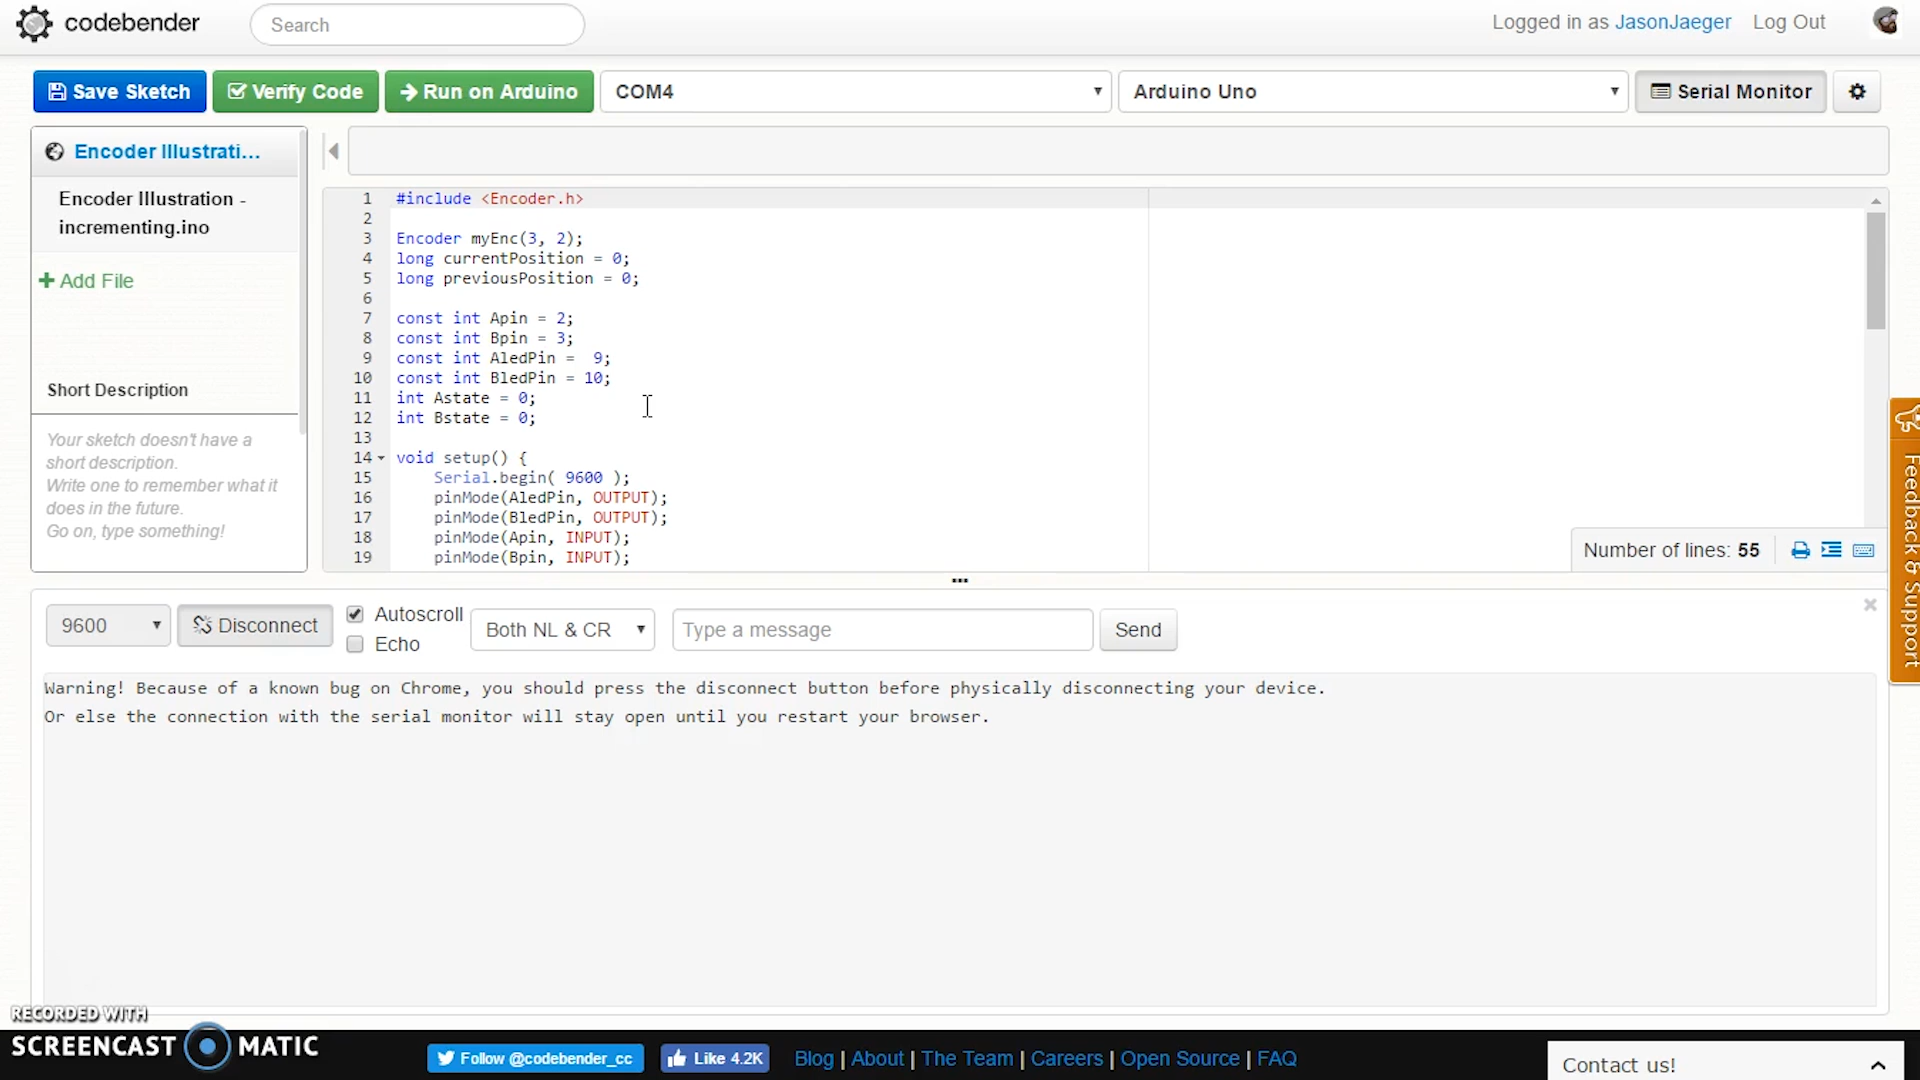 codebender
Search
Logged in as JasonJaeger Log Out
Save Sketch
Verify Code
Run on Arduino
COM4
Arduino Uno
Serial Monitor
Encoder Illustrati...
Encoder Illustration -
incrementing.ino
Add File
Short Description
Your sketch doesn't have a
short description.
Write one to remember what it
does in the future.
Go on, type something!
1 #include <Encoder.h>
2
3 Encoder myEnc(3, 2);
4 long currentPosition = 0;
5 long previousPosition = 0;
6
7 const int Apin = 2;
8 const int Bpin = 3;
9 const int AledPin =  9;
10 const int BledPin = 10;
11 int Astate = 0;
12 int Bstate = 0;
13
14 void setup() {
15     Serial.begin( 9600 );
16     pinMode(AledPin, OUTPUT);
17     pinMode(BledPin, OUTPUT);
18     pinMode(Apin, INPUT);
19     pinMode(Bpin, INPUT);
Number of lines: 55
Feedback & Support
9600
Disconnect
Autoscroll
Echo
Both NL & CR
Type a message
Send
Warning! Because of a known bug on Chrome, you should press the disconnect button before physically disconnecting your device.
Or else the connection with the serial monitor will stay open until you restart your browser.
RECORDED WITH
SCREENCAST MATIC
Follow @codebender_cc
Like 4.2K
Blog | About | The Team | Careers | Open Source | FAQ
Contact us!